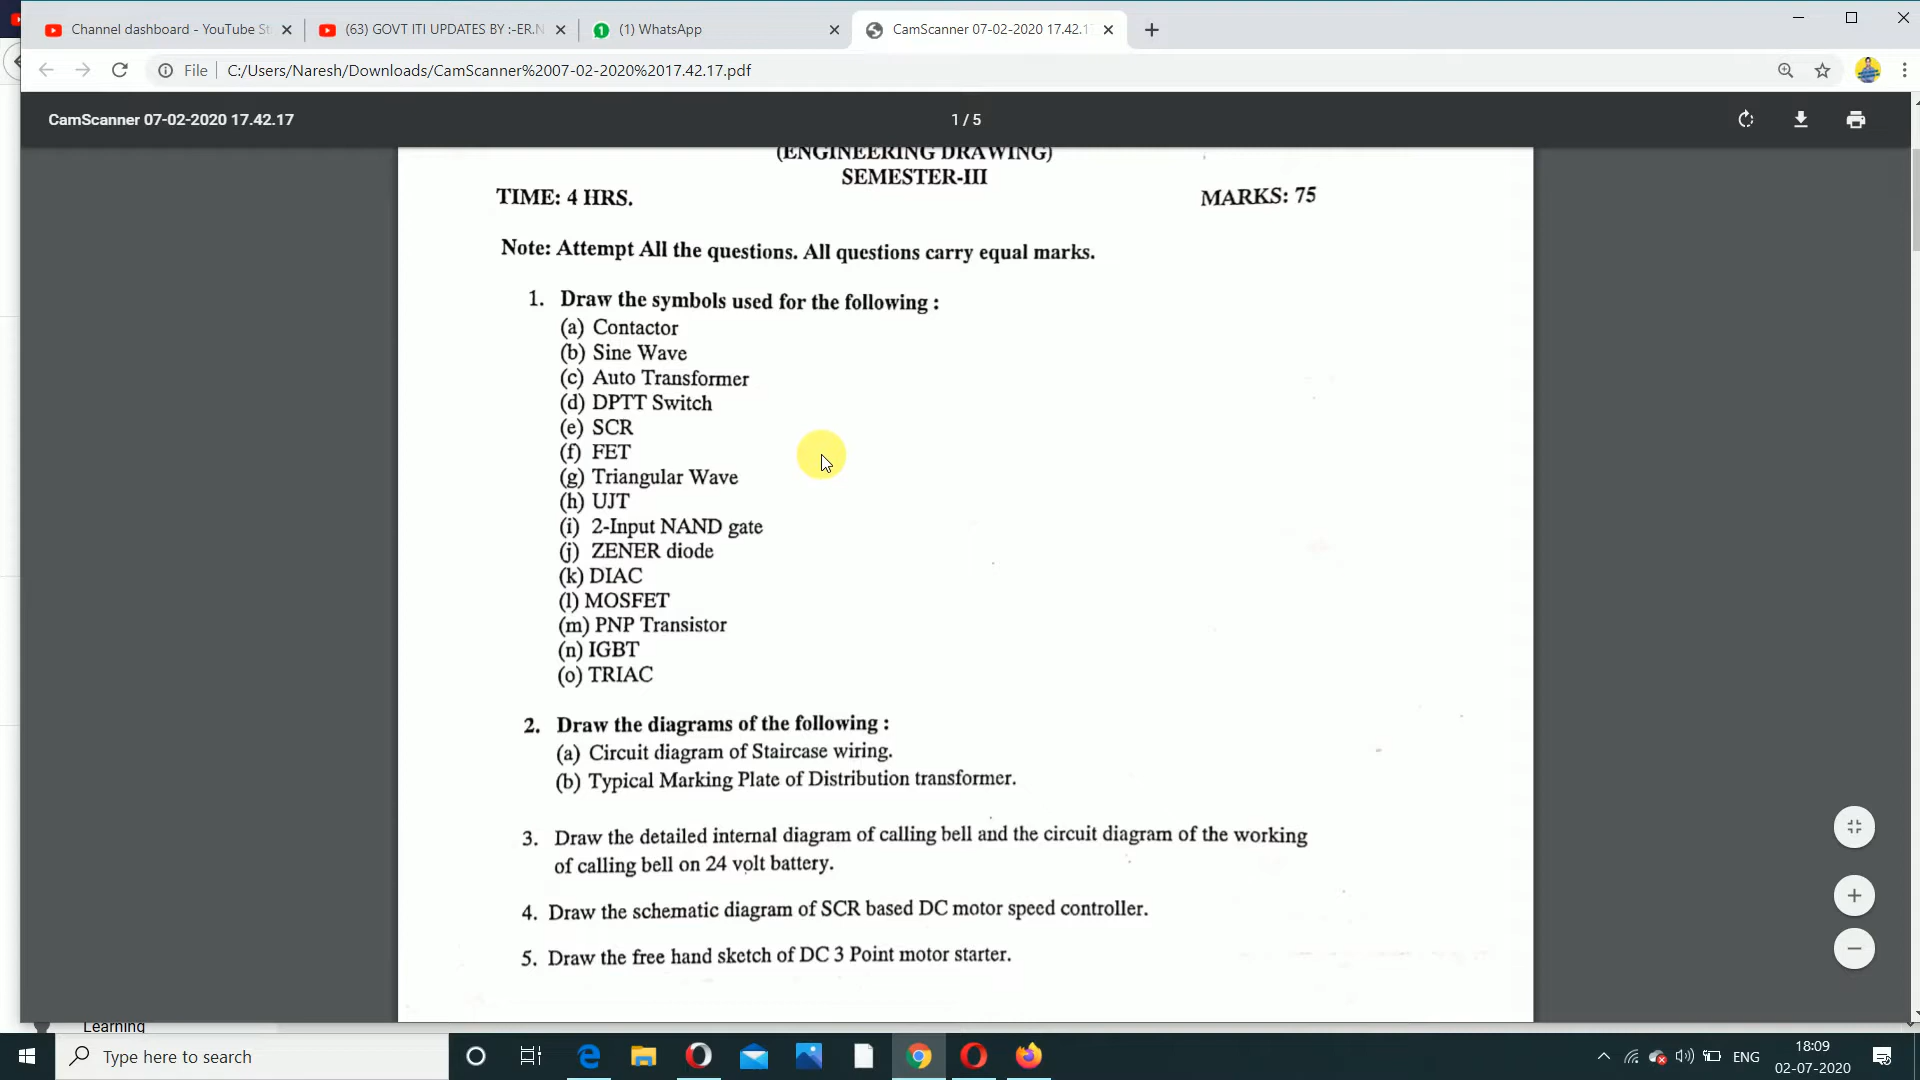 Channel dashboard - YouTube St
(63) GOVT ITI UPDATES BY :-ER.N
(1) WhatsApp
CamScanner 07-02-2020 17.42.1
File
C:/Users/Naresh/Downloads/CamScanner%2007-02-2020%2017.42.17.pdf
CamScanner 07-02-2020 17.42.17
1 / 5
(ENGINEERING DRAWING)
SEMESTER-III
TIME: 4 HRS.
MARKS: 75
Note: Attempt All the questions. All questions carry equal marks.
1. Draw the symbols used for the following :
(a) Contactor
(b) Sine Wave
(c) Auto Transformer
(d) DPTT Switch
(e) SCR
(f) FET
(g) Triangular Wave
(h) UJT
(i) 2-Input NAND gate
(j) ZENER diode
(k) DIAC
(l) MOSFET
(m) PNP Transistor
(n) IGBT
(o) TRIAC
2. Draw the diagrams of the following :
(a) Circuit diagram of Staircase wiring.
(b) Typical Marking Plate of Distribution transformer.
3. Draw the detailed internal diagram of calling bell and the circuit diagram of the working
of calling bell on 24 volt battery.
4. Draw the schematic diagram of SCR based DC motor speed controller.
5. Draw the free hand sketch of DC 3 Point motor starter.
Learning
Type here to search
ENG
18:09
02-07-2020